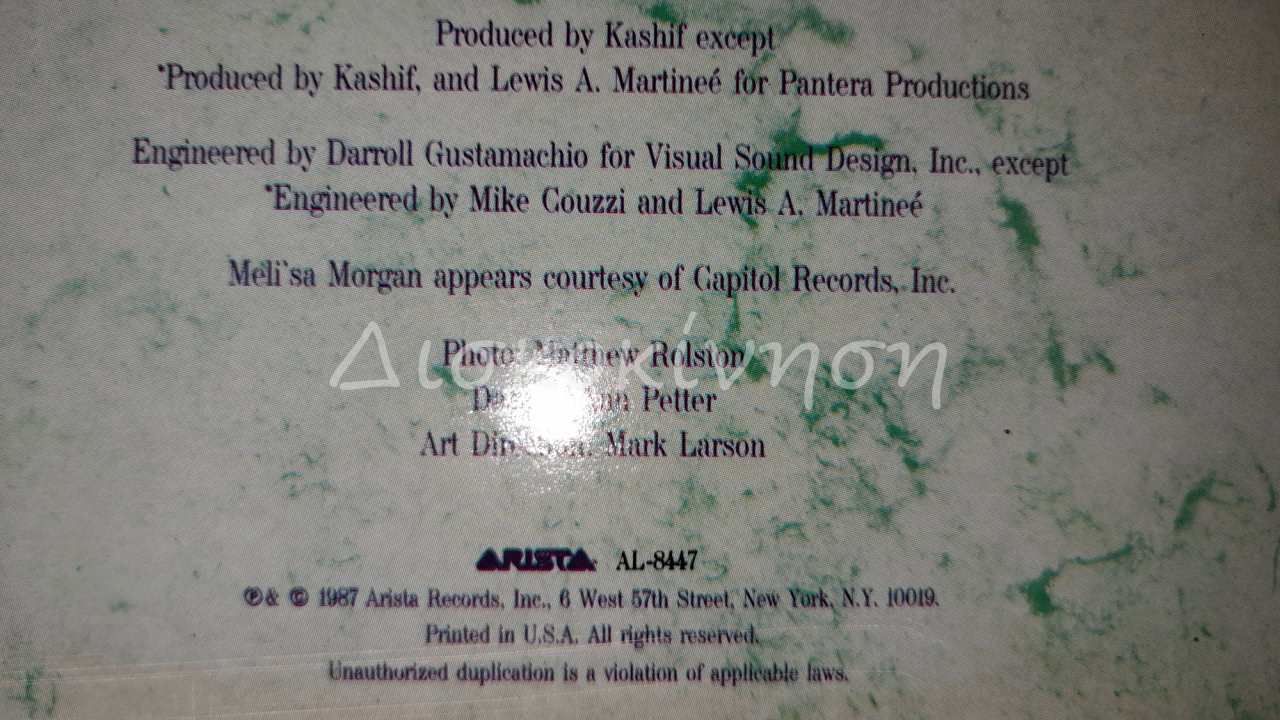 Produced by Kashif except
*Produced by Kashif, and Lewis A. Martineé for Pantera Productions
Engineered by Darroll Gustamachio for Visual Sound Design, Inc., except
*Engineered by Mike Couzzi and Lewis A. Martineé
Meli'sa Morgan appears courtesy of Capitol Records, Inc.
Photo: Matthew Rolston
Petter
Art Direction: Mark Larson
ARISTA AL-8447
℗& © 1987 Arista Records, Inc., 6 West 57th Street, New York, N.Y. 10019.
Printed in U.S.A. All rights reserved.
Unauthorized duplication is a violation of applicable laws.